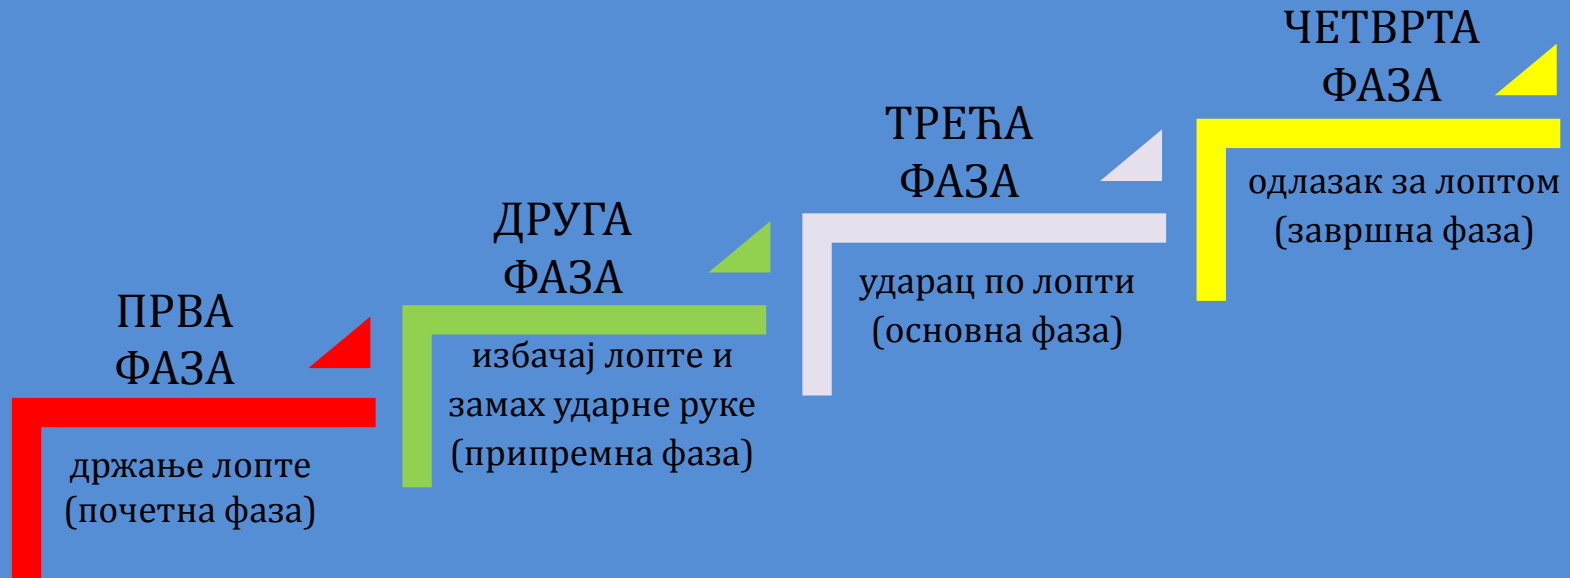 ПРВА
ФАЗА
држање лопте
(почетна фаза)
ДРУГА
ФАЗА
избачај лопте и
замах ударне руке
(припремна фаза)
ТРЕЋА
ФАЗА
ударац по лопти
(основна фаза)
ЧЕТВРТА
ФАЗА
одлазак за лоптом
(завршна фаза)